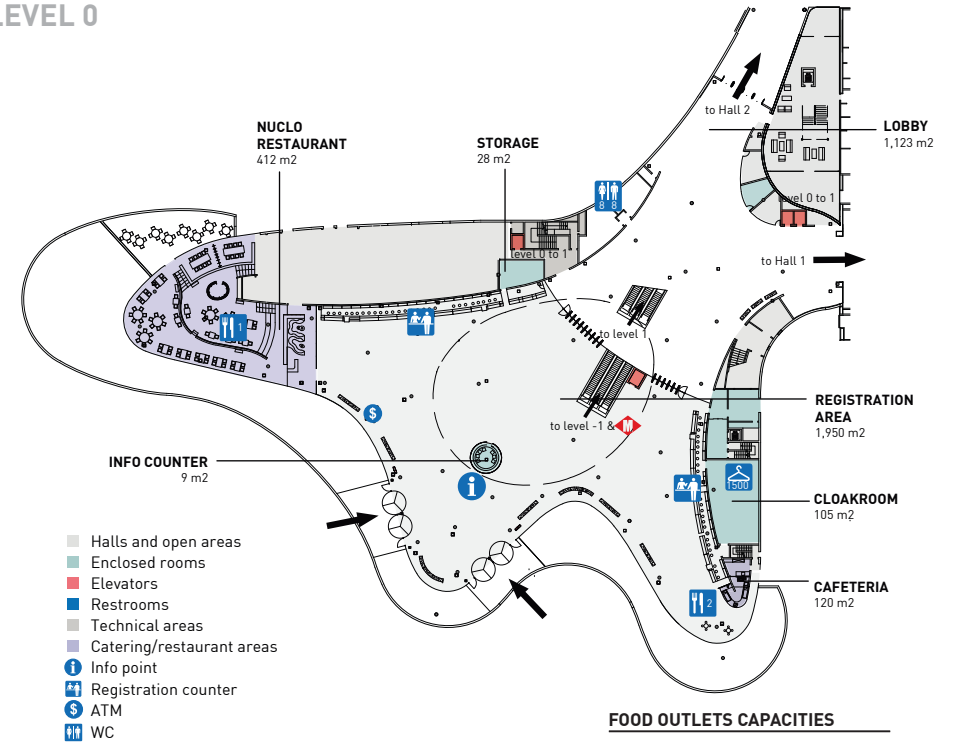 LEVEL 0
to Hall 2
NUCLO
RESTAURANT
412 m2
STORAGE
28 m2
LOBBY
1,123 m2
8 8
level 0 to 1
level 0 to 1
to Hall 1
1
to level 1
REGISTRATION
AREA
1,950 m2
$
to level -1 & M
INFO COUNTER
9 m2
i
1500
CLOAKROOM
105 m2
Halls and open areas
Enclosed rooms
Elevators
Restrooms
Technical areas
Catering/restaurant areas
i Info point
Registration counter
$ ATM
WC
CAFETERIA
120 m2
2
FOOD OUTLETS CAPACITIES